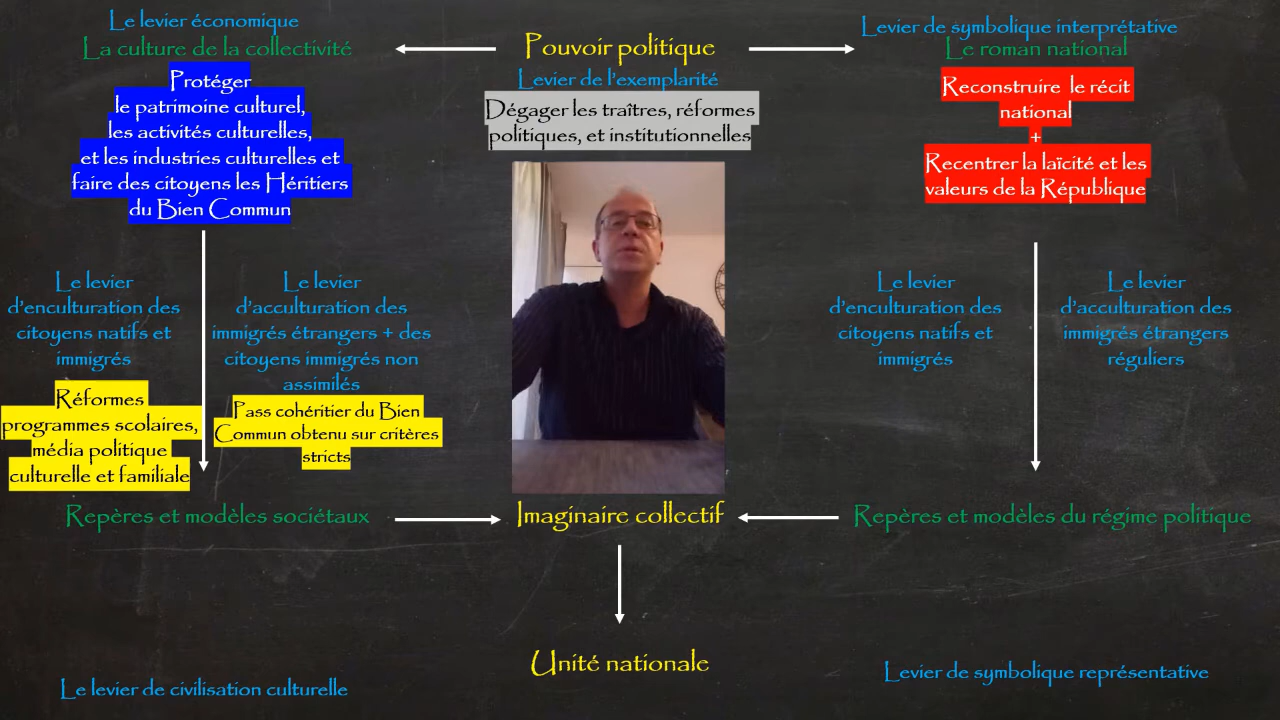 Le levier économique
La culture de la collectivité
Protéger
le patrimoine culturel,
les activités culturelles,
et les industries culturelles et
faire des citoyens les Héritiers
du Bien Commun
Pouvoir politique
Levier de l'exemplarité
Dégager les traîtres, réformes
politiques, et institutionnelles
Levier de symbolique interprétative
Le roman national
Reconstruire le récit
national
+
Recentrer la laïcité et les
valeurs de la République
Le levier
d'enculturation des
citoyens natifs et
immigrés
Réformes
programmes scolaires,
média politique
culturelle et familiale
Le levier
d'acculturation des
immigrés étrangers + des
citoyens immigrés non
assimilés
Pass cohéritier du Bien
Commun obtenu sur critères
stricts
Le levier
d'enculturation des
citoyens natifs et
immigrés
Le levier
d'acculturation des
immigrés étrangers
réguliers
Repères et modèles sociétaux
Imaginaire collectif
Repères et modèles du régime politique
Unité nationale
Le levier de civilisation culturelle
Levier de symbolique représentative